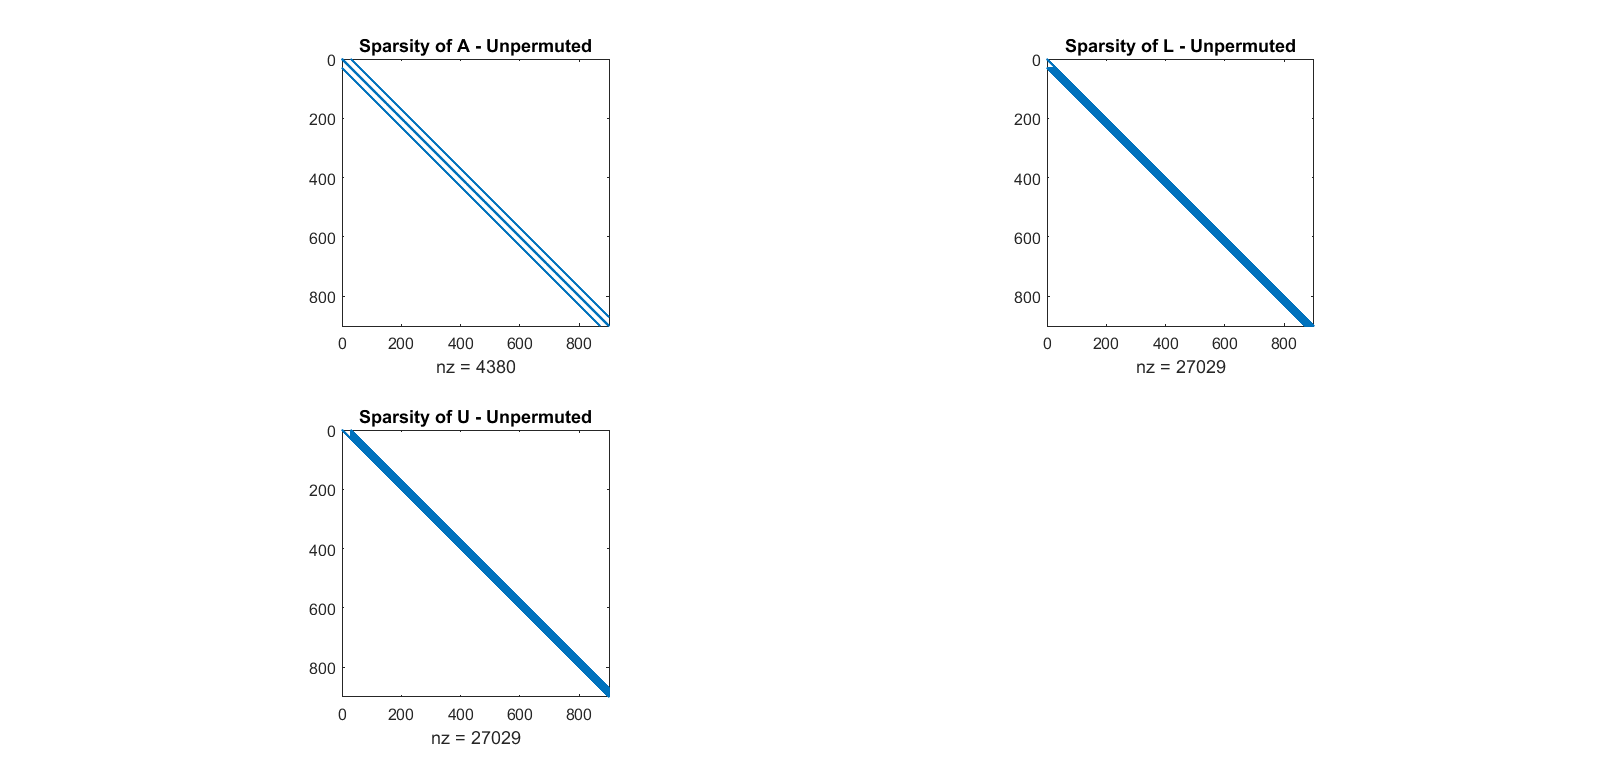 Sparsity of A - Unpermuted
0
200
400
600
800
0 200 400 600 800
nz = 4380
Sparsity of L - Unpermuted
0
200
400
600
800
0 200 400 600 800
nz = 27029
Sparsity of U - Unpermuted
0
200
400
600
800
0 200 400 600 800
nz = 27029